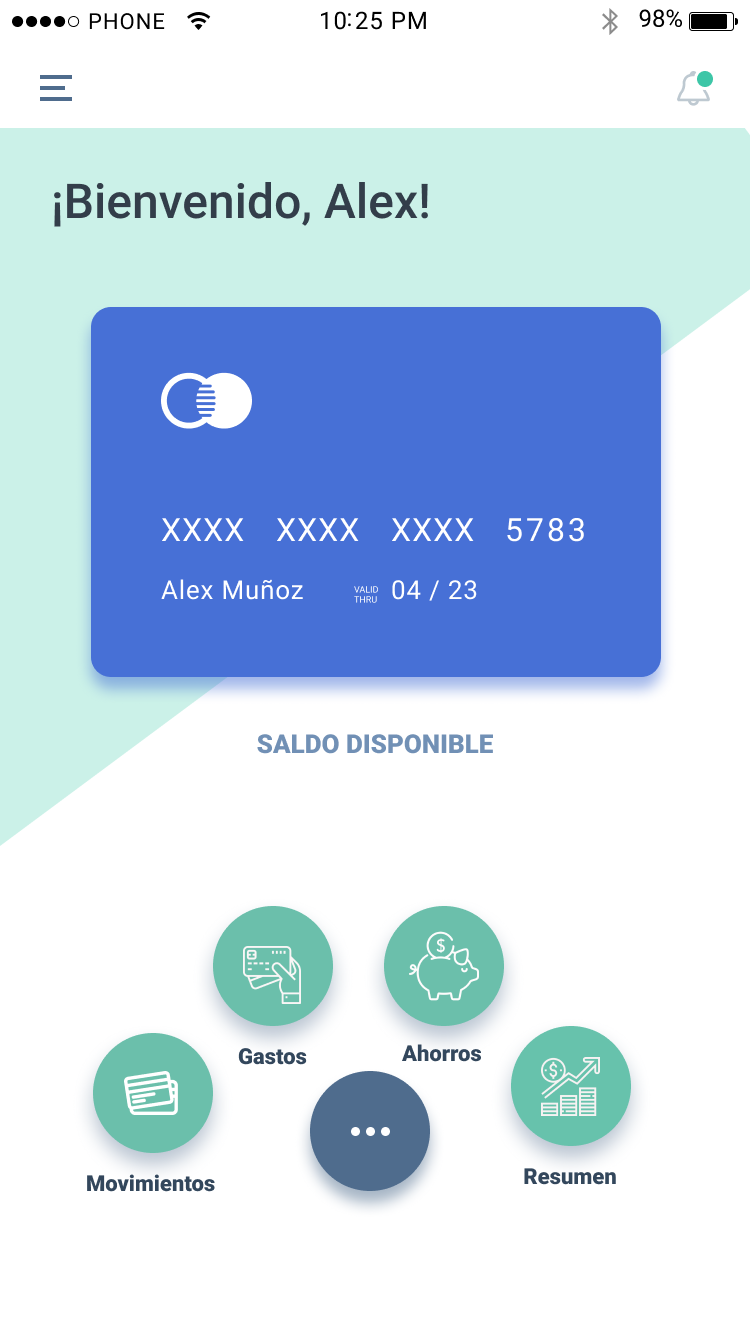 PHONE 10:25 PM 98%
¡Bienvenido, Alex!
XXXX XXXX XXXX 5783
Alex Muñoz VALID THRU 04 / 23
SALDO DISPONIBLE
$
$
Gastos
Ahorros
Movimientos
Resumen